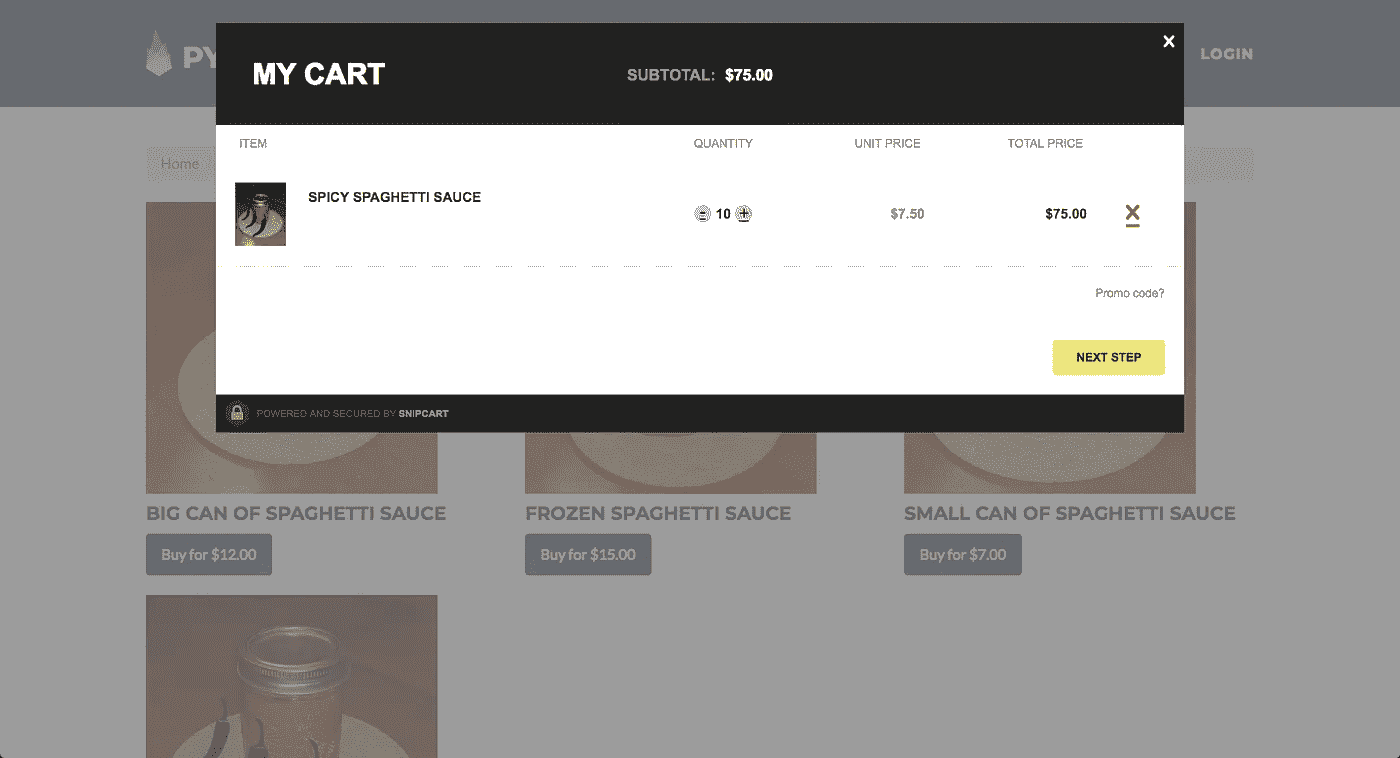 PY
LOGIN
MY CART
SUBTOTAL: $75.00
ITEM QUANTITY UNIT PRICE TOTAL PRICE
Home
SPICY SPAGHETTI SAUCE
10 $7.50 $75.00
Promo code?
NEXT STEP
POWERED AND SECURED BY SNIPCART
BIG CAN OF SPAGHETTI SAUCE
Buy for $12.00
FROZEN SPAGHETTI SAUCE
Buy for $15.00
SMALL CAN OF SPAGHETTI SAUCE
Buy for $7.00